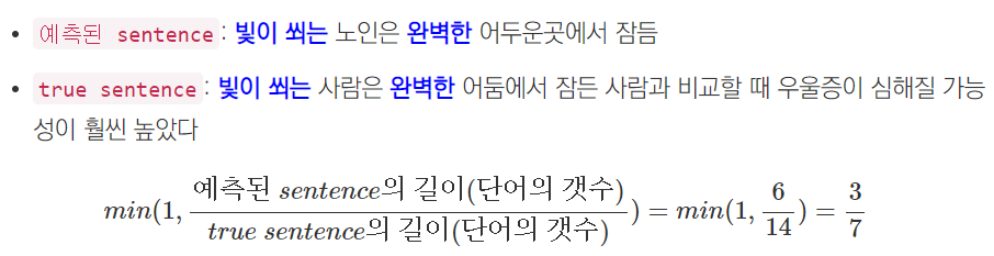 • 예측된 sentence: 빛이 쐬는 노인은 완벽한 어두운곳에서 잠듬
• true sentence: 빛이 쐬는 사람은 완벽한 어둠에서 잠든 사람과 비교할 때 우울증이 심해질 가능
성이 훨씬 높았다
min(1, 예측된 sentence의 길이(단어의 갯수) / true sentence의 길이(단어의 갯수)) = min(1, 6/14) = 3/7